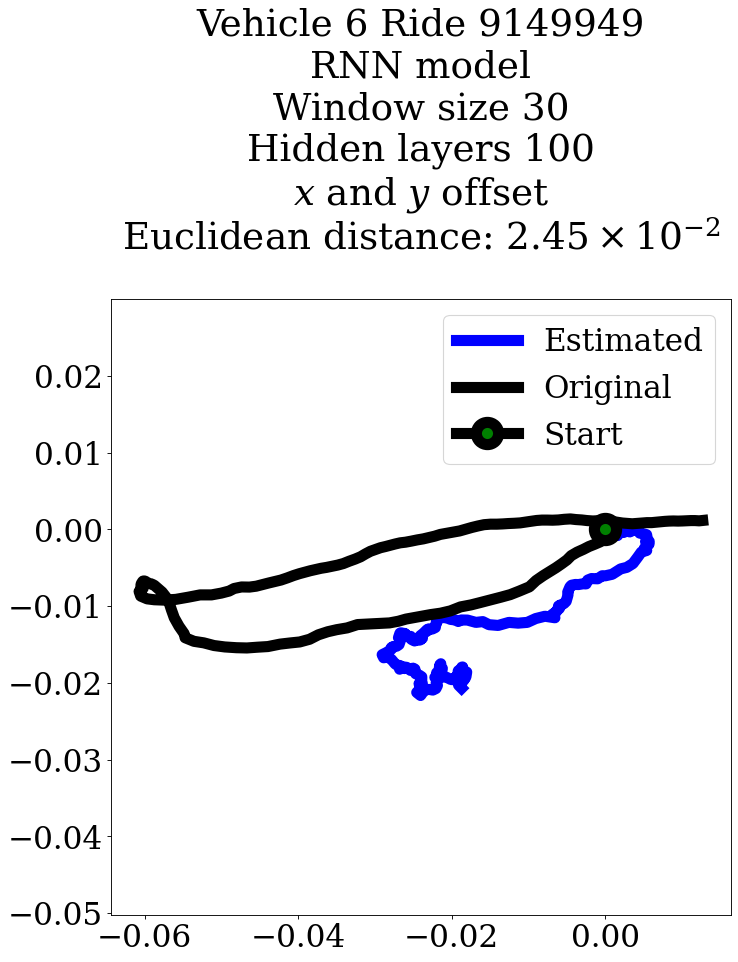 Vehicle 6 Ride 9149949
RNN model
Window size 30
Hidden layers 100
x and y offset
Euclidean distance: 2.45 × 10⁻²
Estimated
Original
Start
0.02
0.01
0.00
−0.01
−0.02
−0.03
−0.04
−0.05
−0.06 −0.04 −0.02 0.00